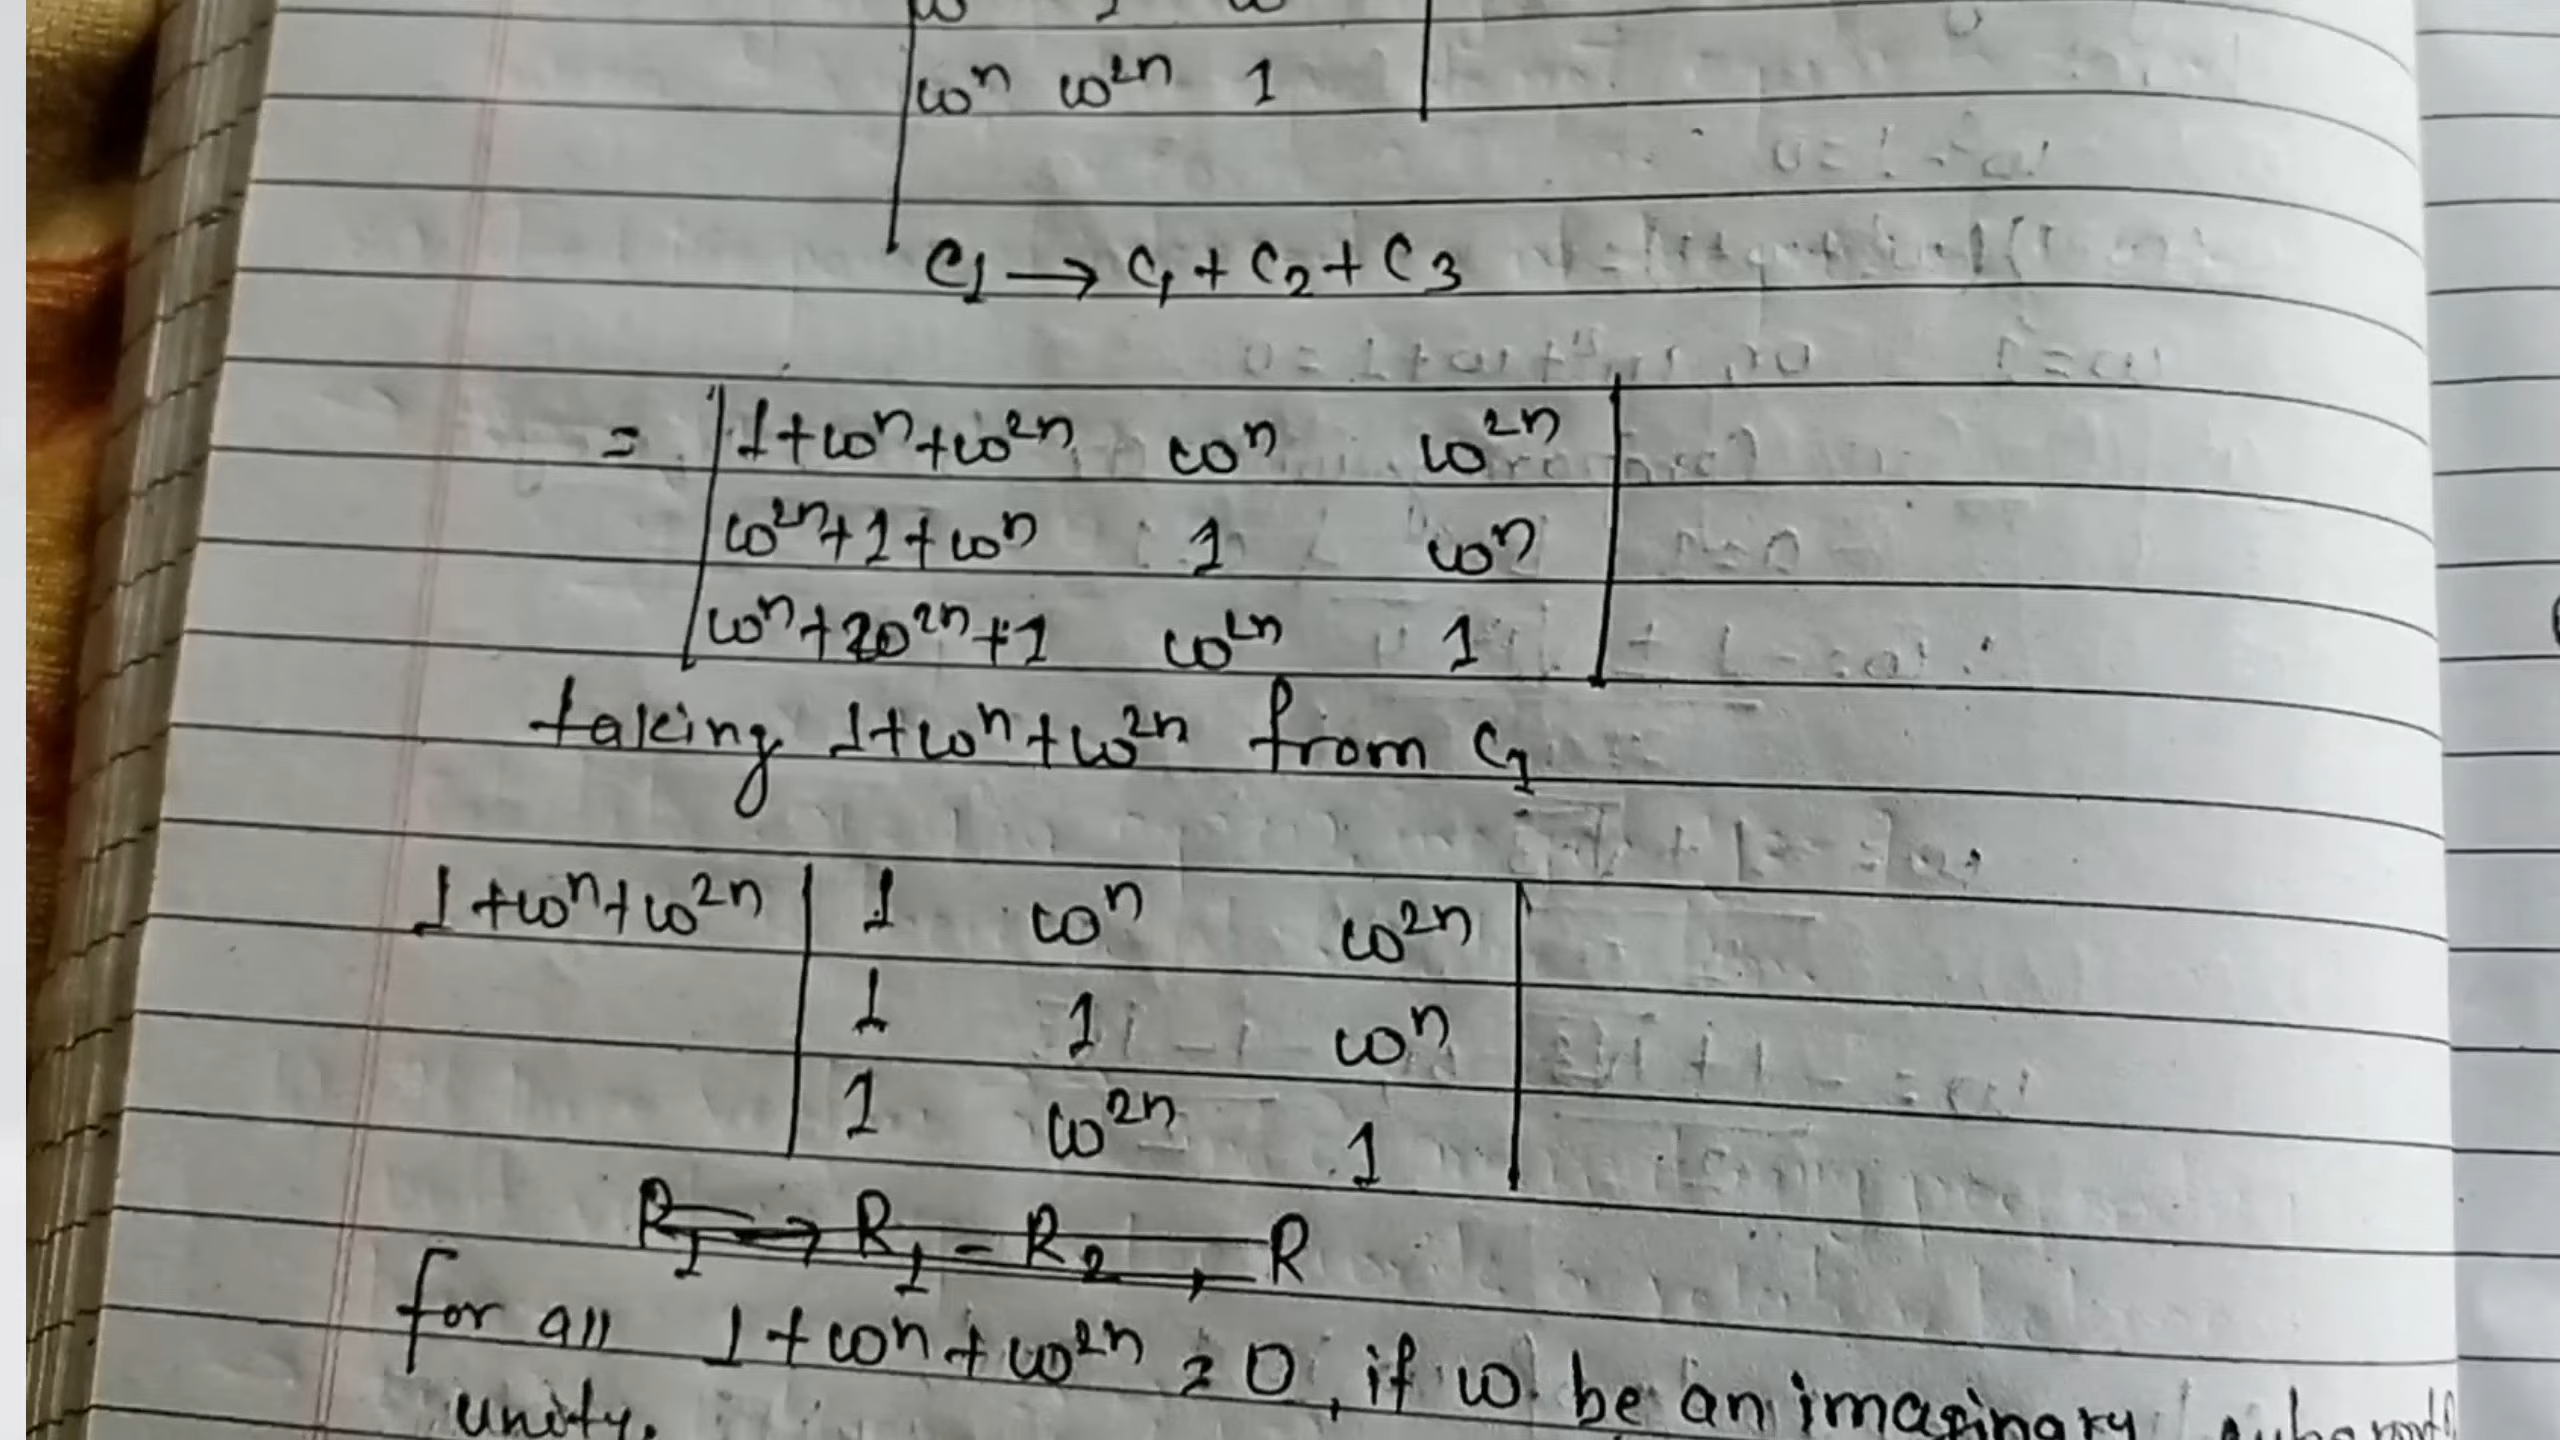 ωⁿ ω²ⁿ 1
C₁ → C₁ + C₂ + C₃
= | 1+ωⁿ+ω²ⁿ ωⁿ ω²ⁿ |
| ω²ⁿ+1+ωⁿ 1 ωⁿ |
| ωⁿ+ω²ⁿ+1 ω²ⁿ 1 |
taking 1+ωⁿ+ω²ⁿ from C₁
1+ωⁿ+ω²ⁿ | 1 ωⁿ ω²ⁿ |
| 1 1 ωⁿ |
| 1 ω²ⁿ 1 |
R₁ → R₁ - R₂ → R
for all 1+ωⁿ+ω²ⁿ = 0, if ω be an imaginary
unity.